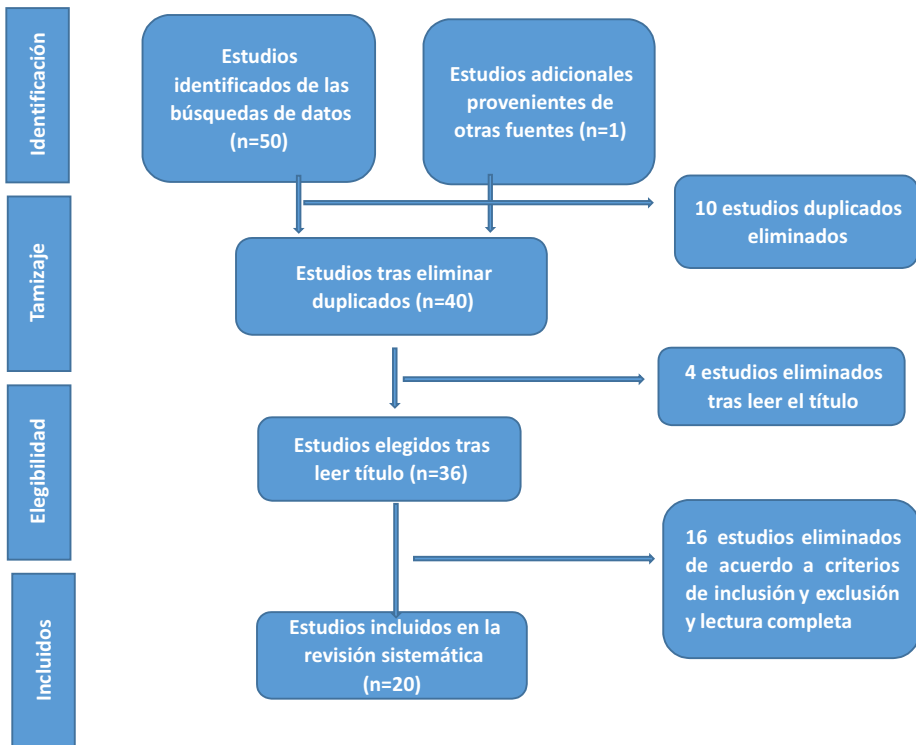 Identificación
Estudios
identificados de las
búsquedas de datos
(n=50)
Estudios adicionales
provenientes de
otras fuentes (n=1)
10 estudios duplicados
eliminados
Tamizaje
Estudios tras eliminar
duplicados (n=40)
4 estudios eliminados
tras leer el título
Elegibilidad
Estudios elegidos tras
leer título (n=36)
16 estudios eliminados
de acuerdo a criterios
de inclusión y exclusión
y lectura completa
Incluidos
Estudios incluidos en la
revisión sistemática
(n=20)